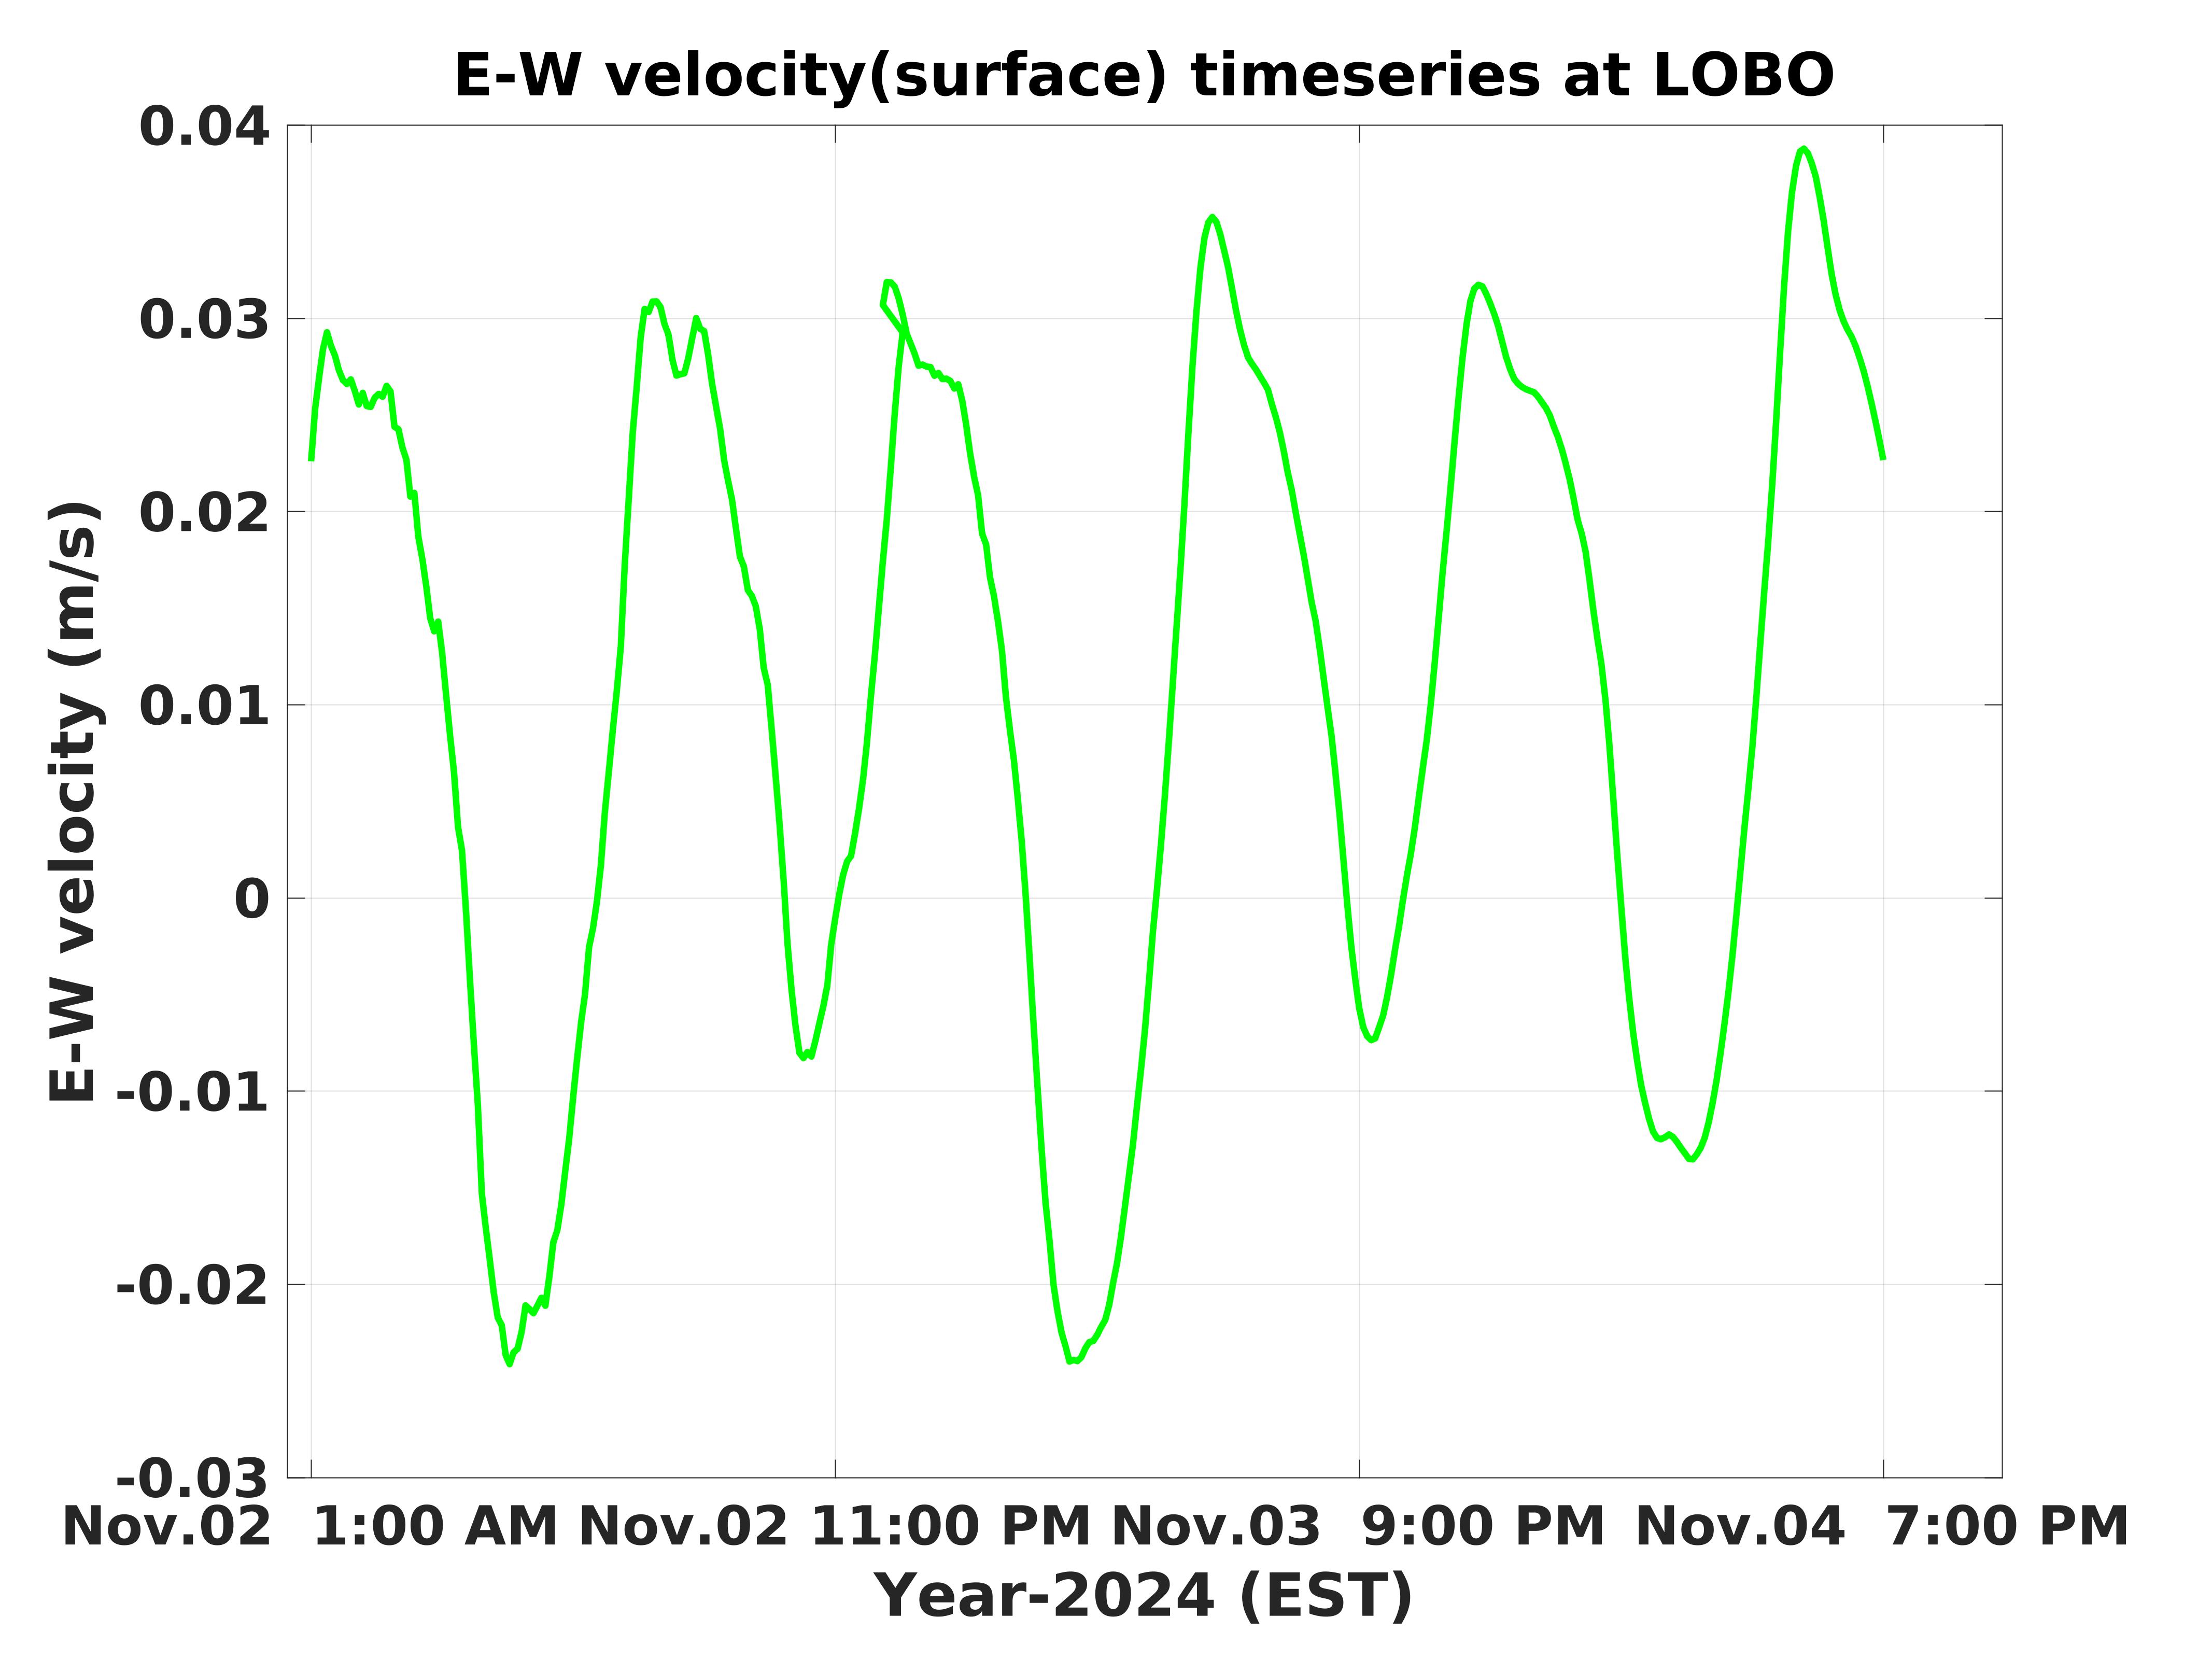 E-W velocity(surface) timeseries at LOBO
E-W velocity (m/s)
0.04
0.03
0.02
0.01
0
-0.01
-0.02
-0.03
Nov.02 1:00 AM Nov.02 11:00 PM Nov.03 9:00 PM Nov.04 7:00 PM
Year-2024 (EST)